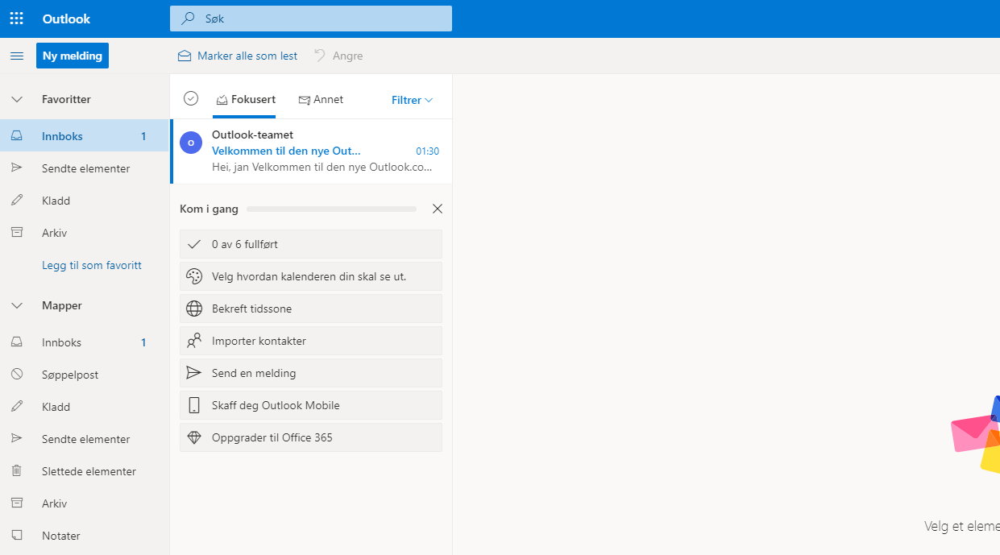 Outlook
Søk
Ny melding
Marker alle som lest
Angre
Favoritter
Innboks 1
Sendte elementer
Kladd
Arkiv
Legg til som favoritt
Mapper
Innboks 1
Søppelpost
Kladd
Sendte elementer
Slettede elementer
Arkiv
Notater
Fokusert
Annet
Filtrer
O
Outlook-teamet
Velkommen til den nye Out... 01:30
Hei, jan Velkommen til den nye Outlook.co...
Kom i gang
0 av 6 fullført
Velg hvordan kalenderen din skal se ut.
Bekreft tidssone
Importer kontakter
Send en melding
Skaff deg Outlook Mobile
Oppgrader til Office 365
Velg et eleme